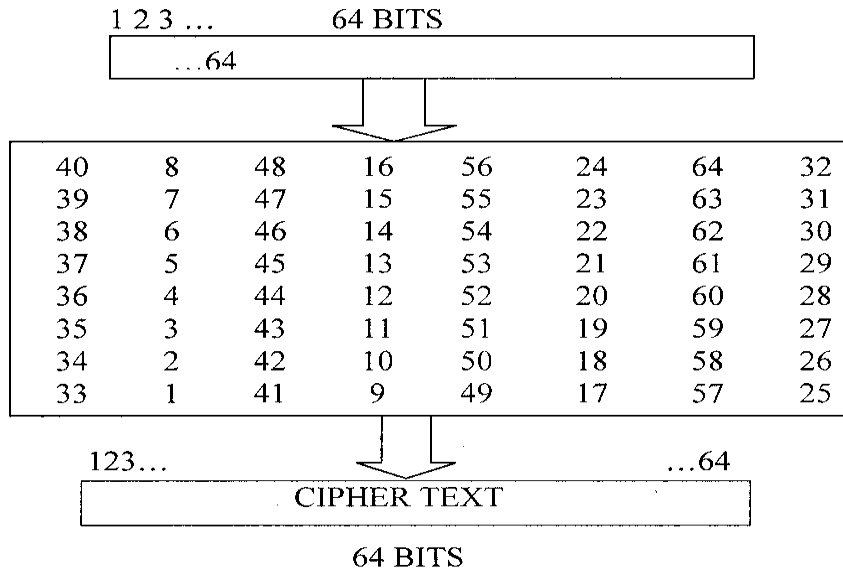 1 2 3 ... 64 BITS
...64
40 8 48 16 56 24 64 32
39 7 47 15 55 23 63 31
38 6 46 14 54 22 62 30
37 5 45 13 53 21 61 29
36 4 44 12 52 20 60 28
35 3 43 11 51 19 59 27
34 2 42 10 50 18 58 26
33 1 41 9 49 17 57 25
123... ...64
CIPHER TEXT
64 BITS